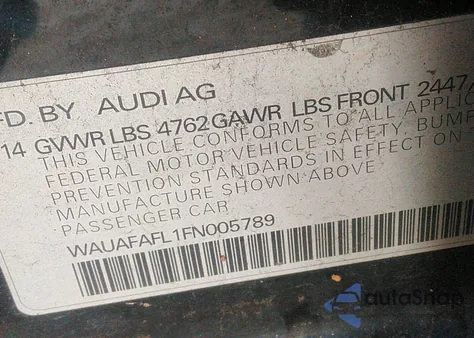 FD. BY AUDI AG
14 GVWR LBS 4762 GAWR LBS FRONT 2447
THIS VEHICLE CONFORMS TO ALL APPLIC
FEDERAL MOTOR VEHICLE SAFETY, BUMP
PREVENTION STANDARDS IN EFFECT ON
MANUFACTURE SHOWN ABOVE
PASSENGER CAR
WAUAFAFL1FN005789
autoSnap